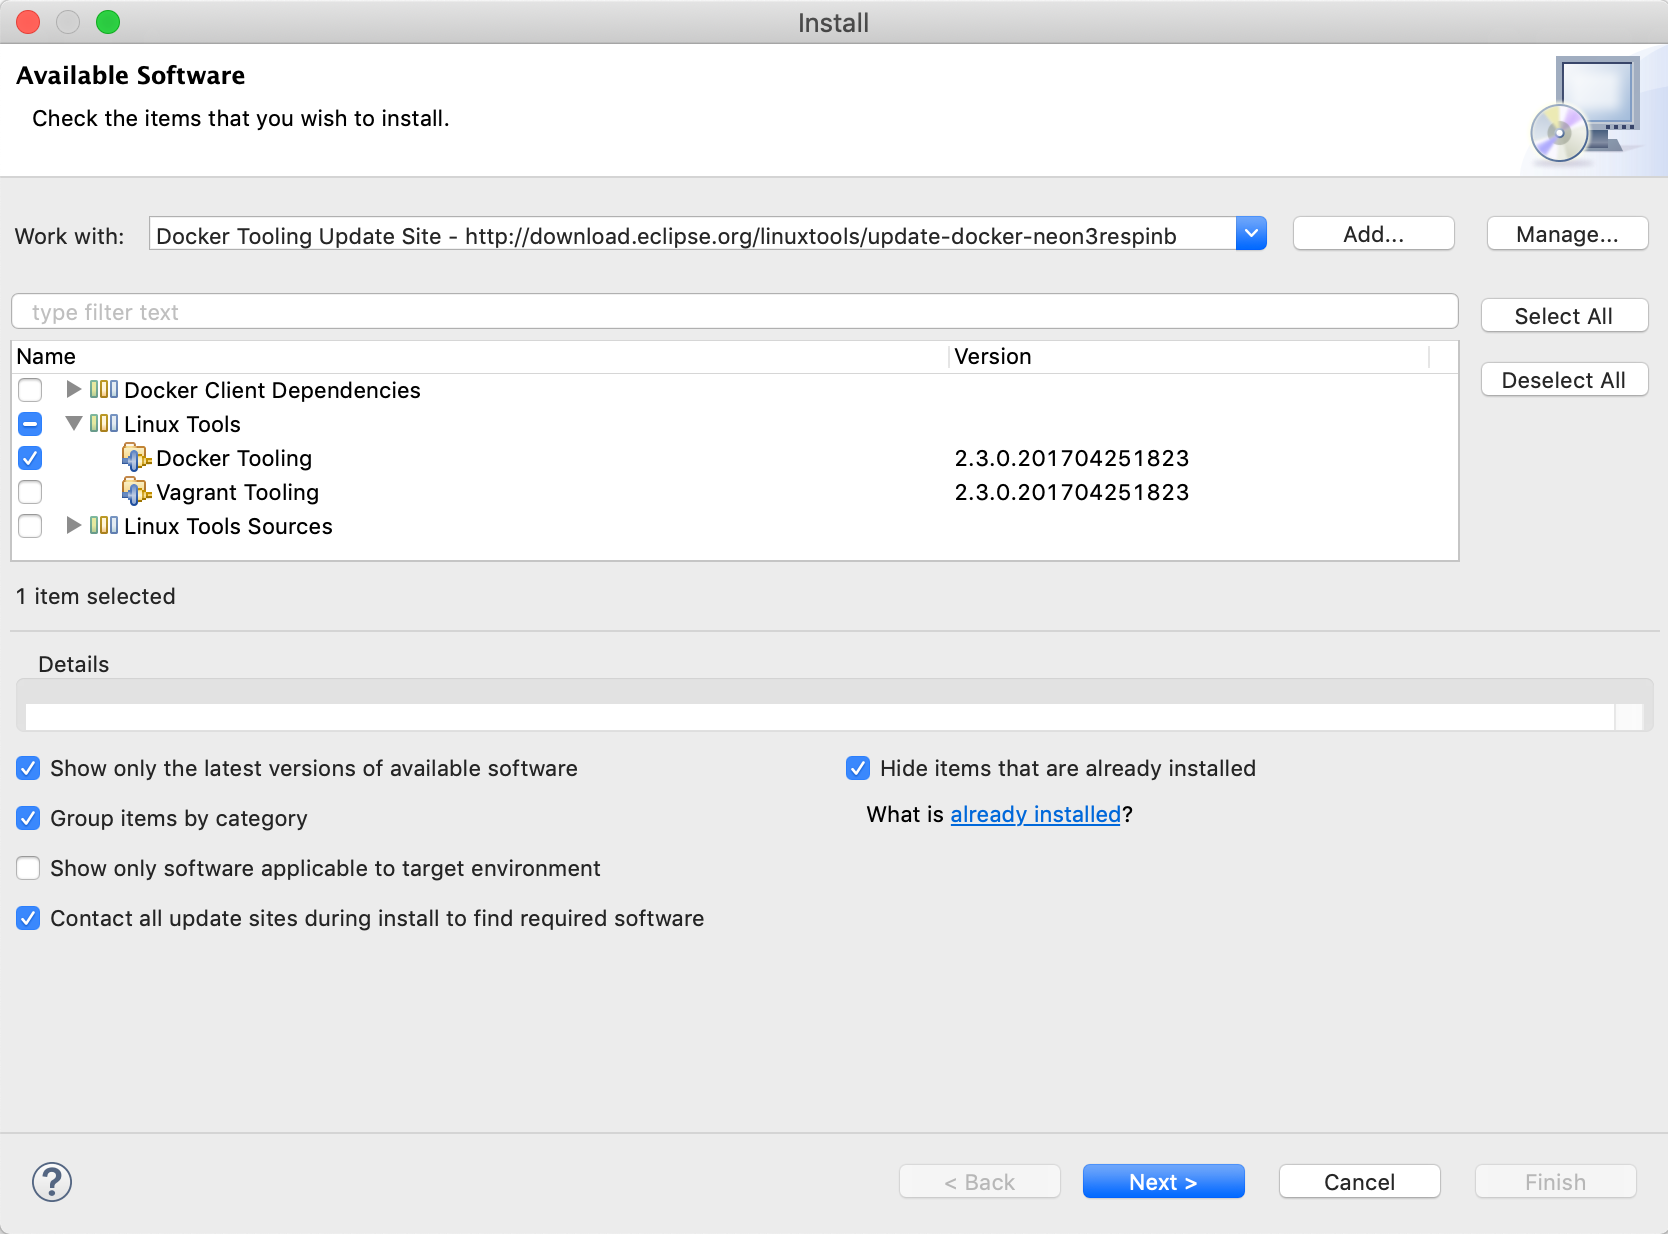 Install
Available Software
Check the items that you wish to install.
Work with: Docker Tooling Update Site - http://download.eclipse.org/linuxtools/update-docker-neon3respinb Add... Manage...
type filter text
Select All
Name Version
Deselect All
Docker Client Dependencies
Linux Tools
Docker Tooling 2.3.0.201704251823
Vagrant Tooling 2.3.0.201704251823
Linux Tools Sources
1 item selected
Details
Show only the latest versions of available software
Hide items that are already installed
Group items by category
What is already installed?
Show only software applicable to target environment
Contact all update sites during install to find required software
? < Back Next > Cancel Finish